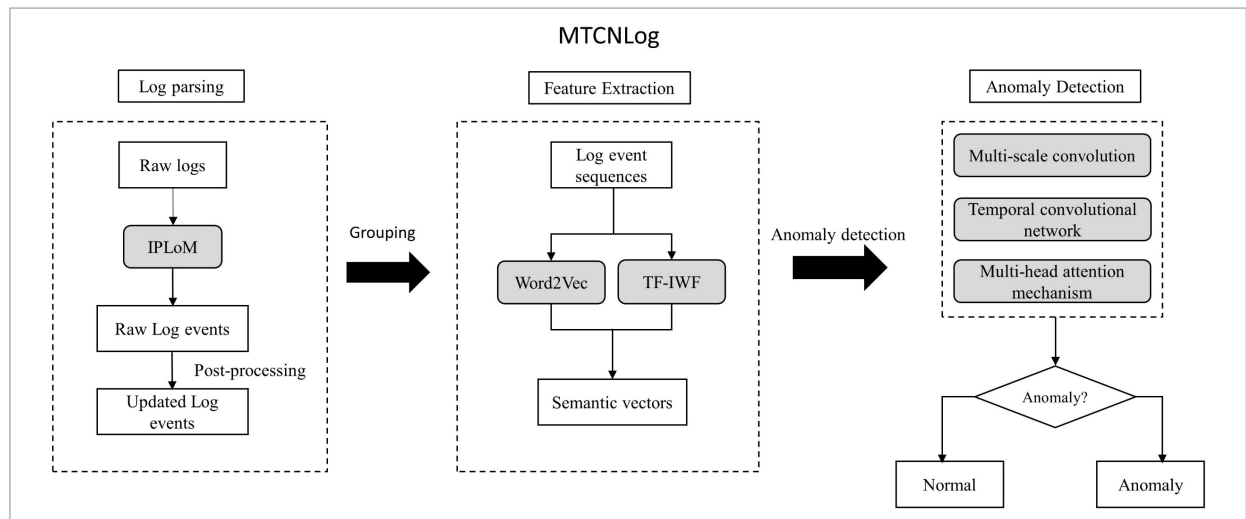 MTCNLog
Log parsing
Raw logs
IPLoM
Raw Log events
Post-processing
Updated Log
events
Grouping
Feature Extraction
Log event
sequences
Word2Vec
TF-IWF
Semantic vectors
Anomaly detection
Anomaly Detection
Multi-scale convolution
Temporal convolutional
network
Multi-head attention
mechanism
Anomaly?
Normal
Anomaly